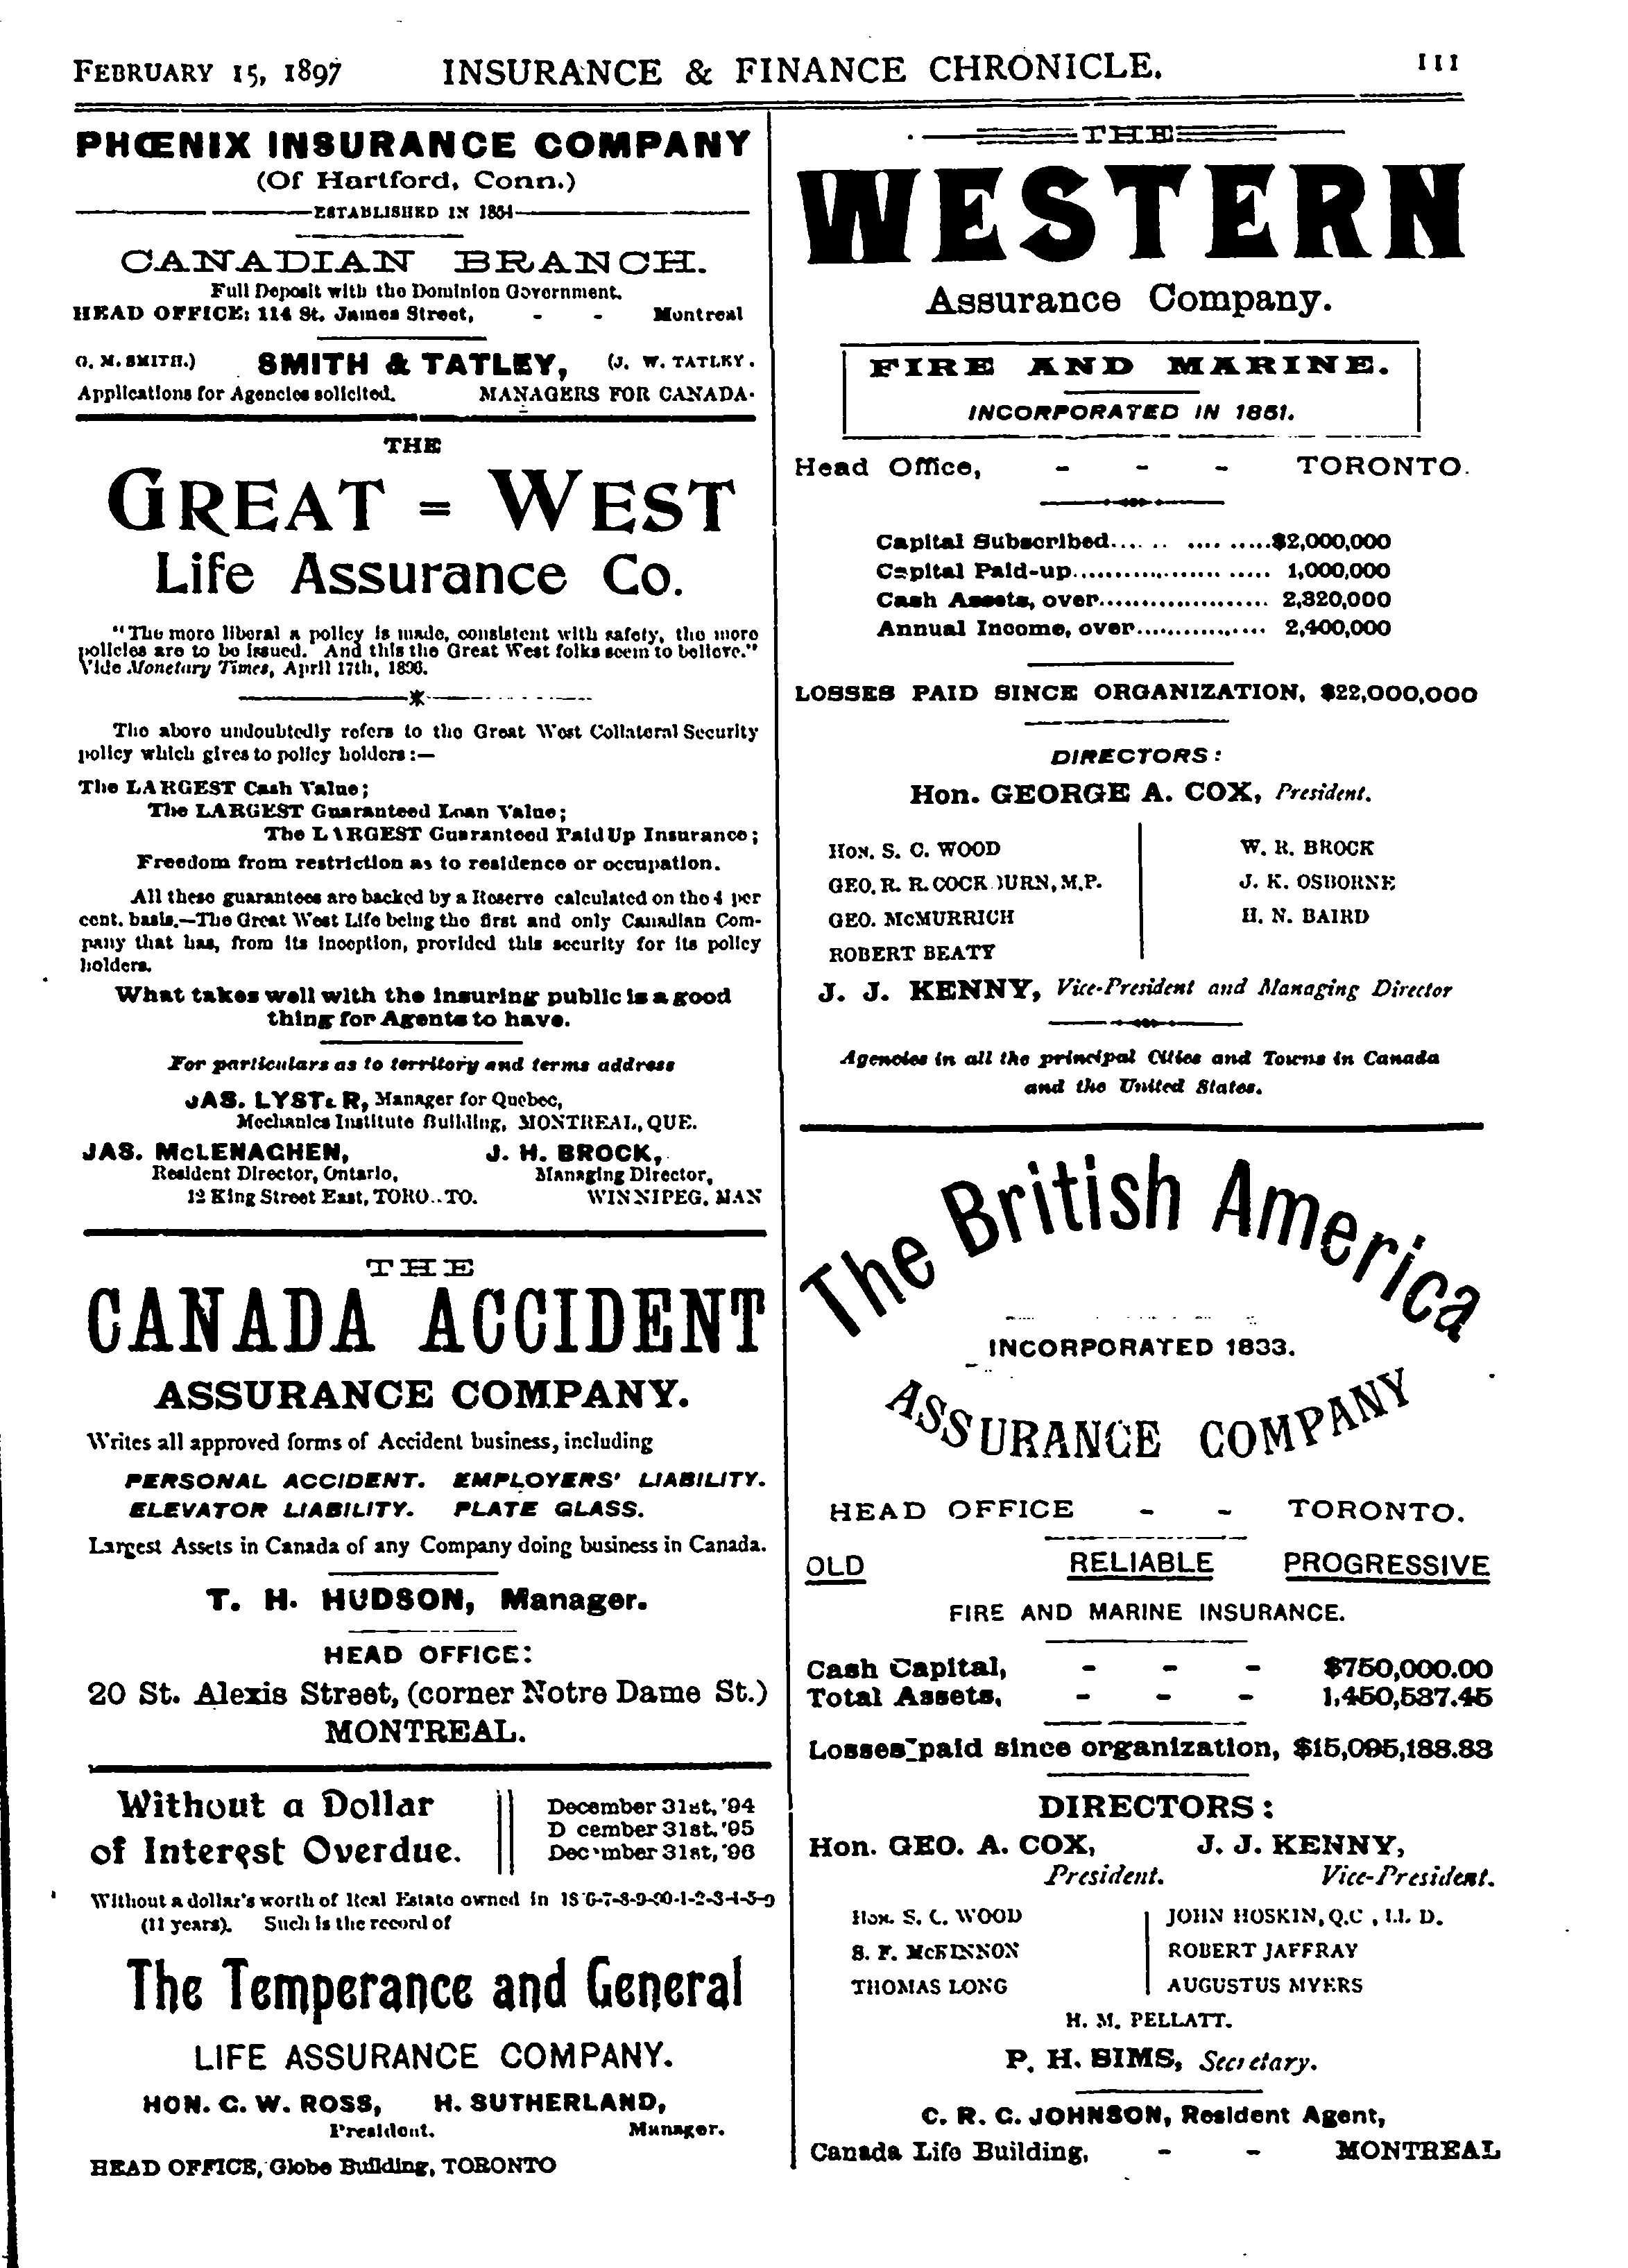 FEBRUARY 15, 1897 INSURANCE & FINANCE CHRONICLE. 111
PHŒNIX INSURANCE COMPANY
(Of Hartford, Conn.)
ESTABLISHED IN 1854
CANADIAN BRANCH.
Full Deposit with the Dominion Government.
HEAD OFFICE: 114 St. James Street, - - Montreal
G. M. SMITH.) SMITH & TATLEY, (J. W. TATLEY.
Applications for Agencies solicited. MANAGERS FOR CANADA.
THE
GREAT = WEST
Life Assurance Co.
"The more liberal a policy is made, consistent with safety, the more
policies are to be issued. And this the Great West folks seem to believe."
Vide Monetary Times, April 17th, 1896.
The above undoubtedly refers to the Great West Collateral Security
policy which gives to policy holders:—
The LARGEST Cash Value;
The LARGEST Guaranteed Loan Value;
The LARGEST Guaranteed Paid Up Insurance;
Freedom from restriction as to residence or occupation.
All these guarantees are backed by a Reserve calculated on the 4 per
cent. basis.—The Great West Life being the first and only Canadian Com-
pany that has, from its inception, provided this security for its policy
holders.
What takes well with the insuring public is a good
thing for Agents to have.
For particulars as to territory and terms address
JAS. LYSTER, Manager for Quebec,
Mechanics Institute Building, MONTREAL, QUE.
JAS. McLENAGHEN, J. H. BROCK,
Resident Director, Ontario, Managing Director,
12 King Street East, TORO..TO. WINNIPEG, MAN
THE
CANADA ACCIDENT
ASSURANCE COMPANY.
Writes all approved forms of Accident business, including
PERSONAL ACCIDENT. EMPLOYERS' LIABILITY.
ELEVATOR LIABILITY. PLATE GLASS.
Largest Assets in Canada of any Company doing business in Canada.
T. H. HUDSON, Manager.
HEAD OFFICE:
20 St. Alexis Street, (corner Notre Dame St.)
MONTREAL.
Without a Dollar
of Interest Overdue.
December 31st, '94
D cember 31st, '95
Dec mber 31st, '96
Without a dollar's worth of Real Estate owned in
(11 years). Such is the record of
The Temperance and General
LIFE ASSURANCE COMPANY.
HON. G. W. ROSS, H. SUTHERLAND,
President. Manager.
HEAD OFFICE, Globe Building, TORONTO
THE
WESTERN
Assurance Company.
FIRE AND MARINE.
INCORPORATED IN 1851.
Head Office, - - - TORONTO.
Capital Subscribed.... .. .... .....$2,000,000
Capital Paid-up................... ..... 1,000,000
Cash Assets, over..................... 2,320,000
Annual Income, over.................. 2,400,000
LOSSES PAID SINCE ORGANIZATION, $22,000,000
DIRECTORS:
Hon. GEORGE A. COX, President.
HON. S. C. WOOD W. R. BROCK
GEO. R. R. COCKBURN, M.P. J. K. OSBORNE
GEO. McMURRICH H. N. BAIRD
ROBERT BEATY
J. J. KENNY, Vice-President and Managing Director
Agencies in all the principal Cities and Towns in Canada
and the United States.
The British America
INCORPORATED 1833.
ASSURANCE COMPANY
HEAD OFFICE - - TORONTO.
OLD RELIABLE PROGRESSIVE
FIRE AND MARINE INSURANCE.
Cash Capital, - - - $750,000.00
Total Assets, - - - 1,450,537.45
Losses paid since organization, $15,095,188.83
DIRECTORS:
Hon. GEO. A. COX, J. J. KENNY,
President. Vice-President.
HON. S. C. WOOD JOHN HOSKIN, Q.C., LL. D.
S. F. McKINNON ROBERT JAFFRAY
THOMAS LONG AUGUSTUS MYERS
H. M. PELLATT.
P. H. SIMS, Secretary.
C. R. G. JOHNSON, Resident Agent,
Canada Life Building, - - MONTREAL